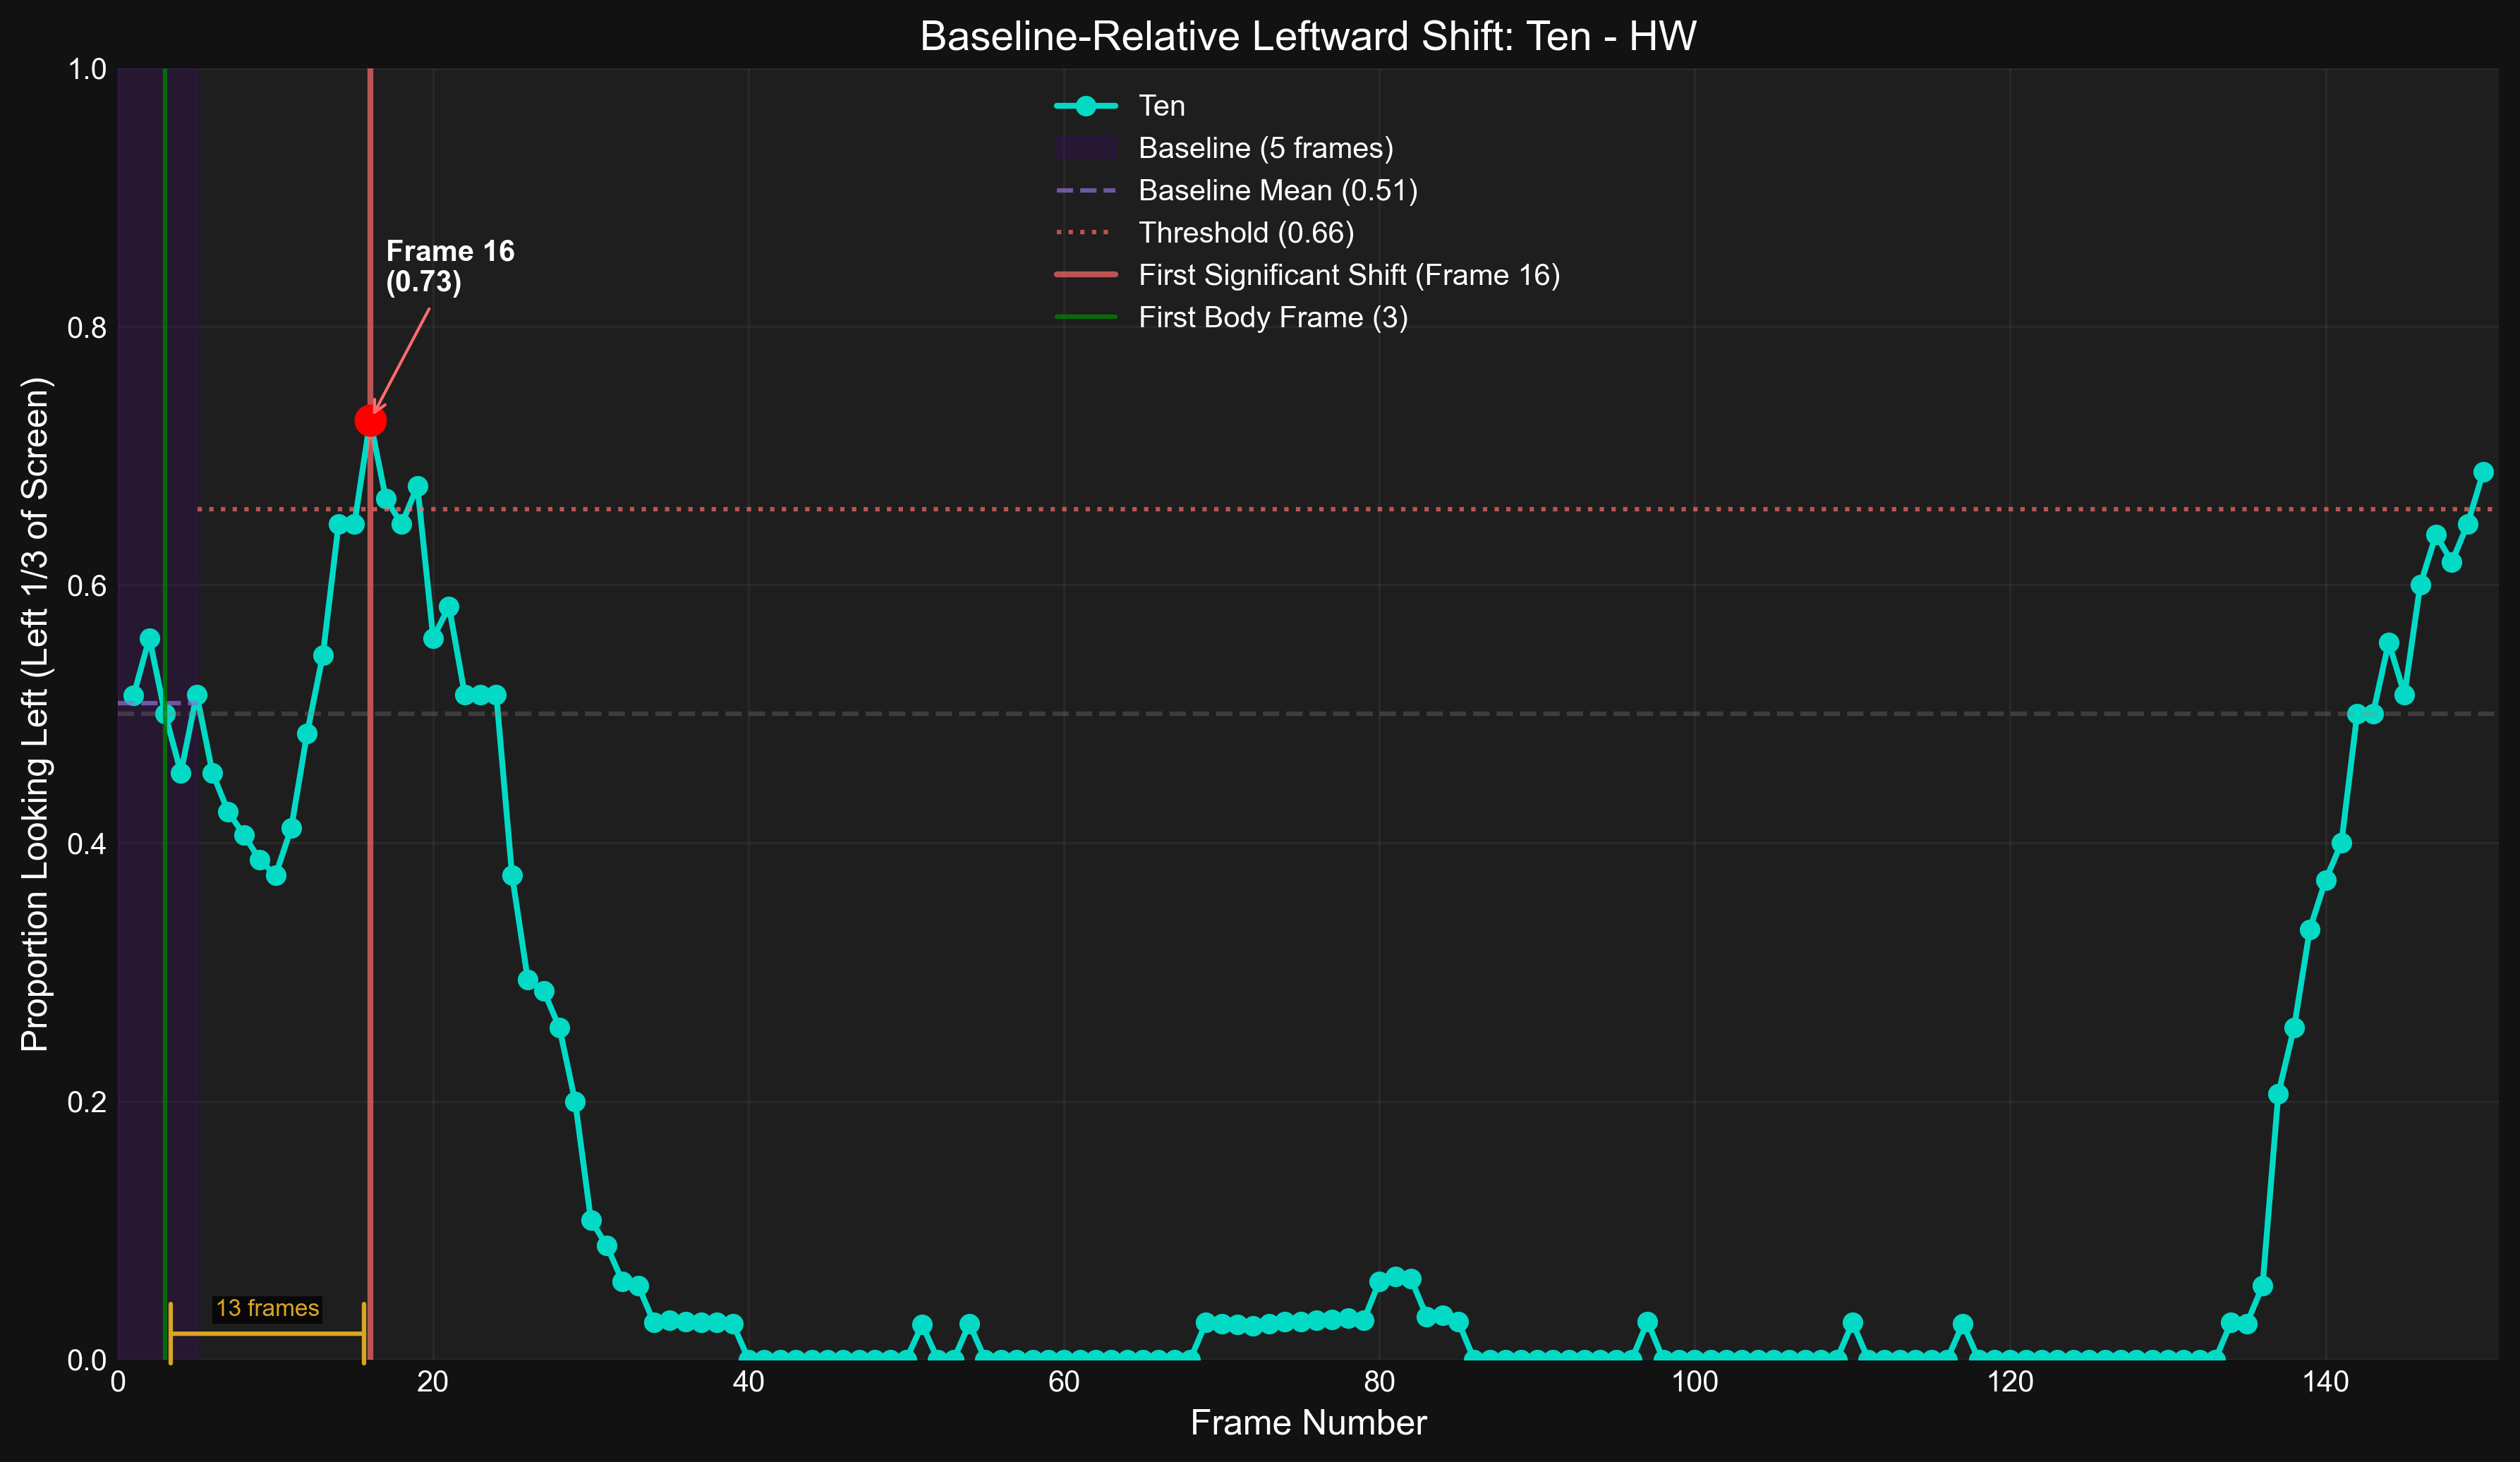 Baseline-Relative Leftward Shift: Ten - HW
Ten
Baseline (5 frames)
Baseline Mean (0.51)
Threshold (0.66)
First Significant Shift (Frame 16)
First Body Frame (3)
Frame 16
(0.73)
13 frames
Proportion Looking Left (Left 1/3 of Screen)
1.0
0.8
0.6
0.4
0.2
0.0
0 20 40 60 80 100 120 140
Frame Number